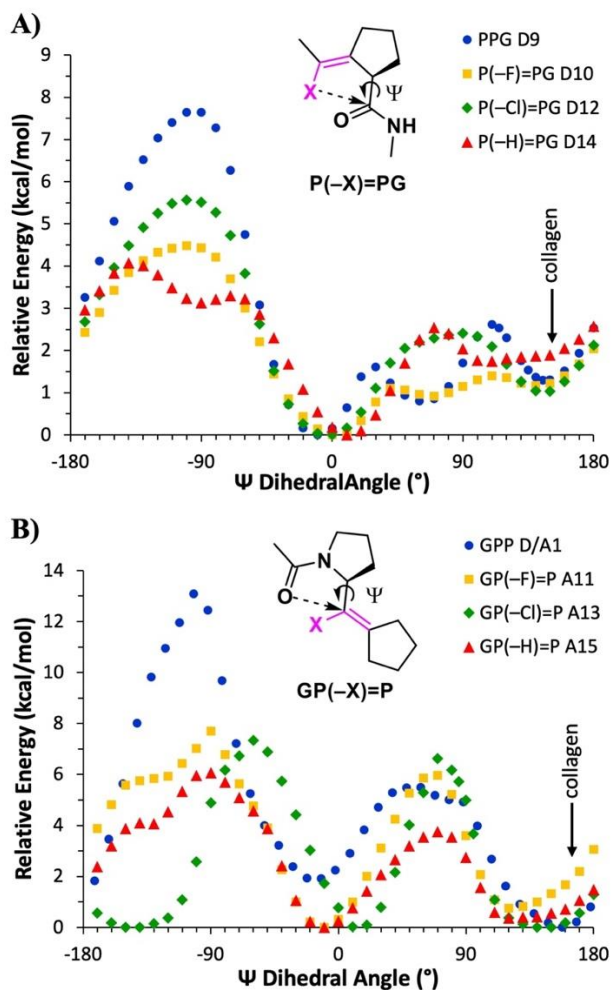 A)
Relative Energy (kcal/mol)
9
8
7
6
5
4
3
2
1
0
-180
-90
0
90
180
Ψ DihedralAngle (°)
X
Ψ
O
NH
P(–X)=PG
PPG D9
P(–F)=PG D10
P(–Cl)=PG D12
P(–H)=PG D14
collagen
B)
Relative Energy (kcal/mol)
14
12
10
8
6
4
2
0
-180
-90
0
90
180
Ψ Dihedral Angle (°)
N
O
Ψ
X
GP(–X)=P
GPP D/A1
GP(–F)=P A11
GP(–Cl)=P A13
GP(–H)=P A15
collagen